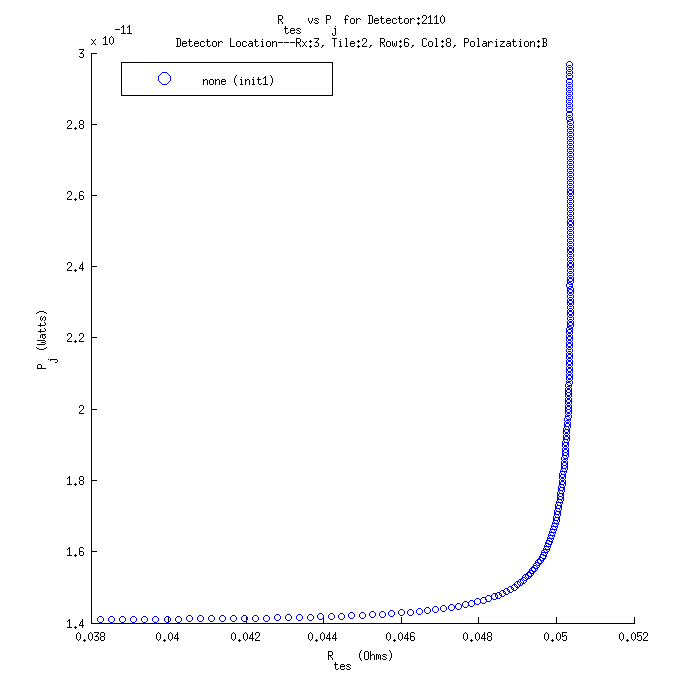 R_tes vs P_j for Detector:2110
Detector Location---Rx:3, Tile:2, Row:6, Col:8, Polarization:B
x 10^-11
none (init1)
3
2.8
2.6
2.4
2.2
2
1.8
1.6
1.4
P_j (Watts)
0.038 0.04 0.042 0.044 0.046 0.048 0.05 0.052
R_tes (Ohms)